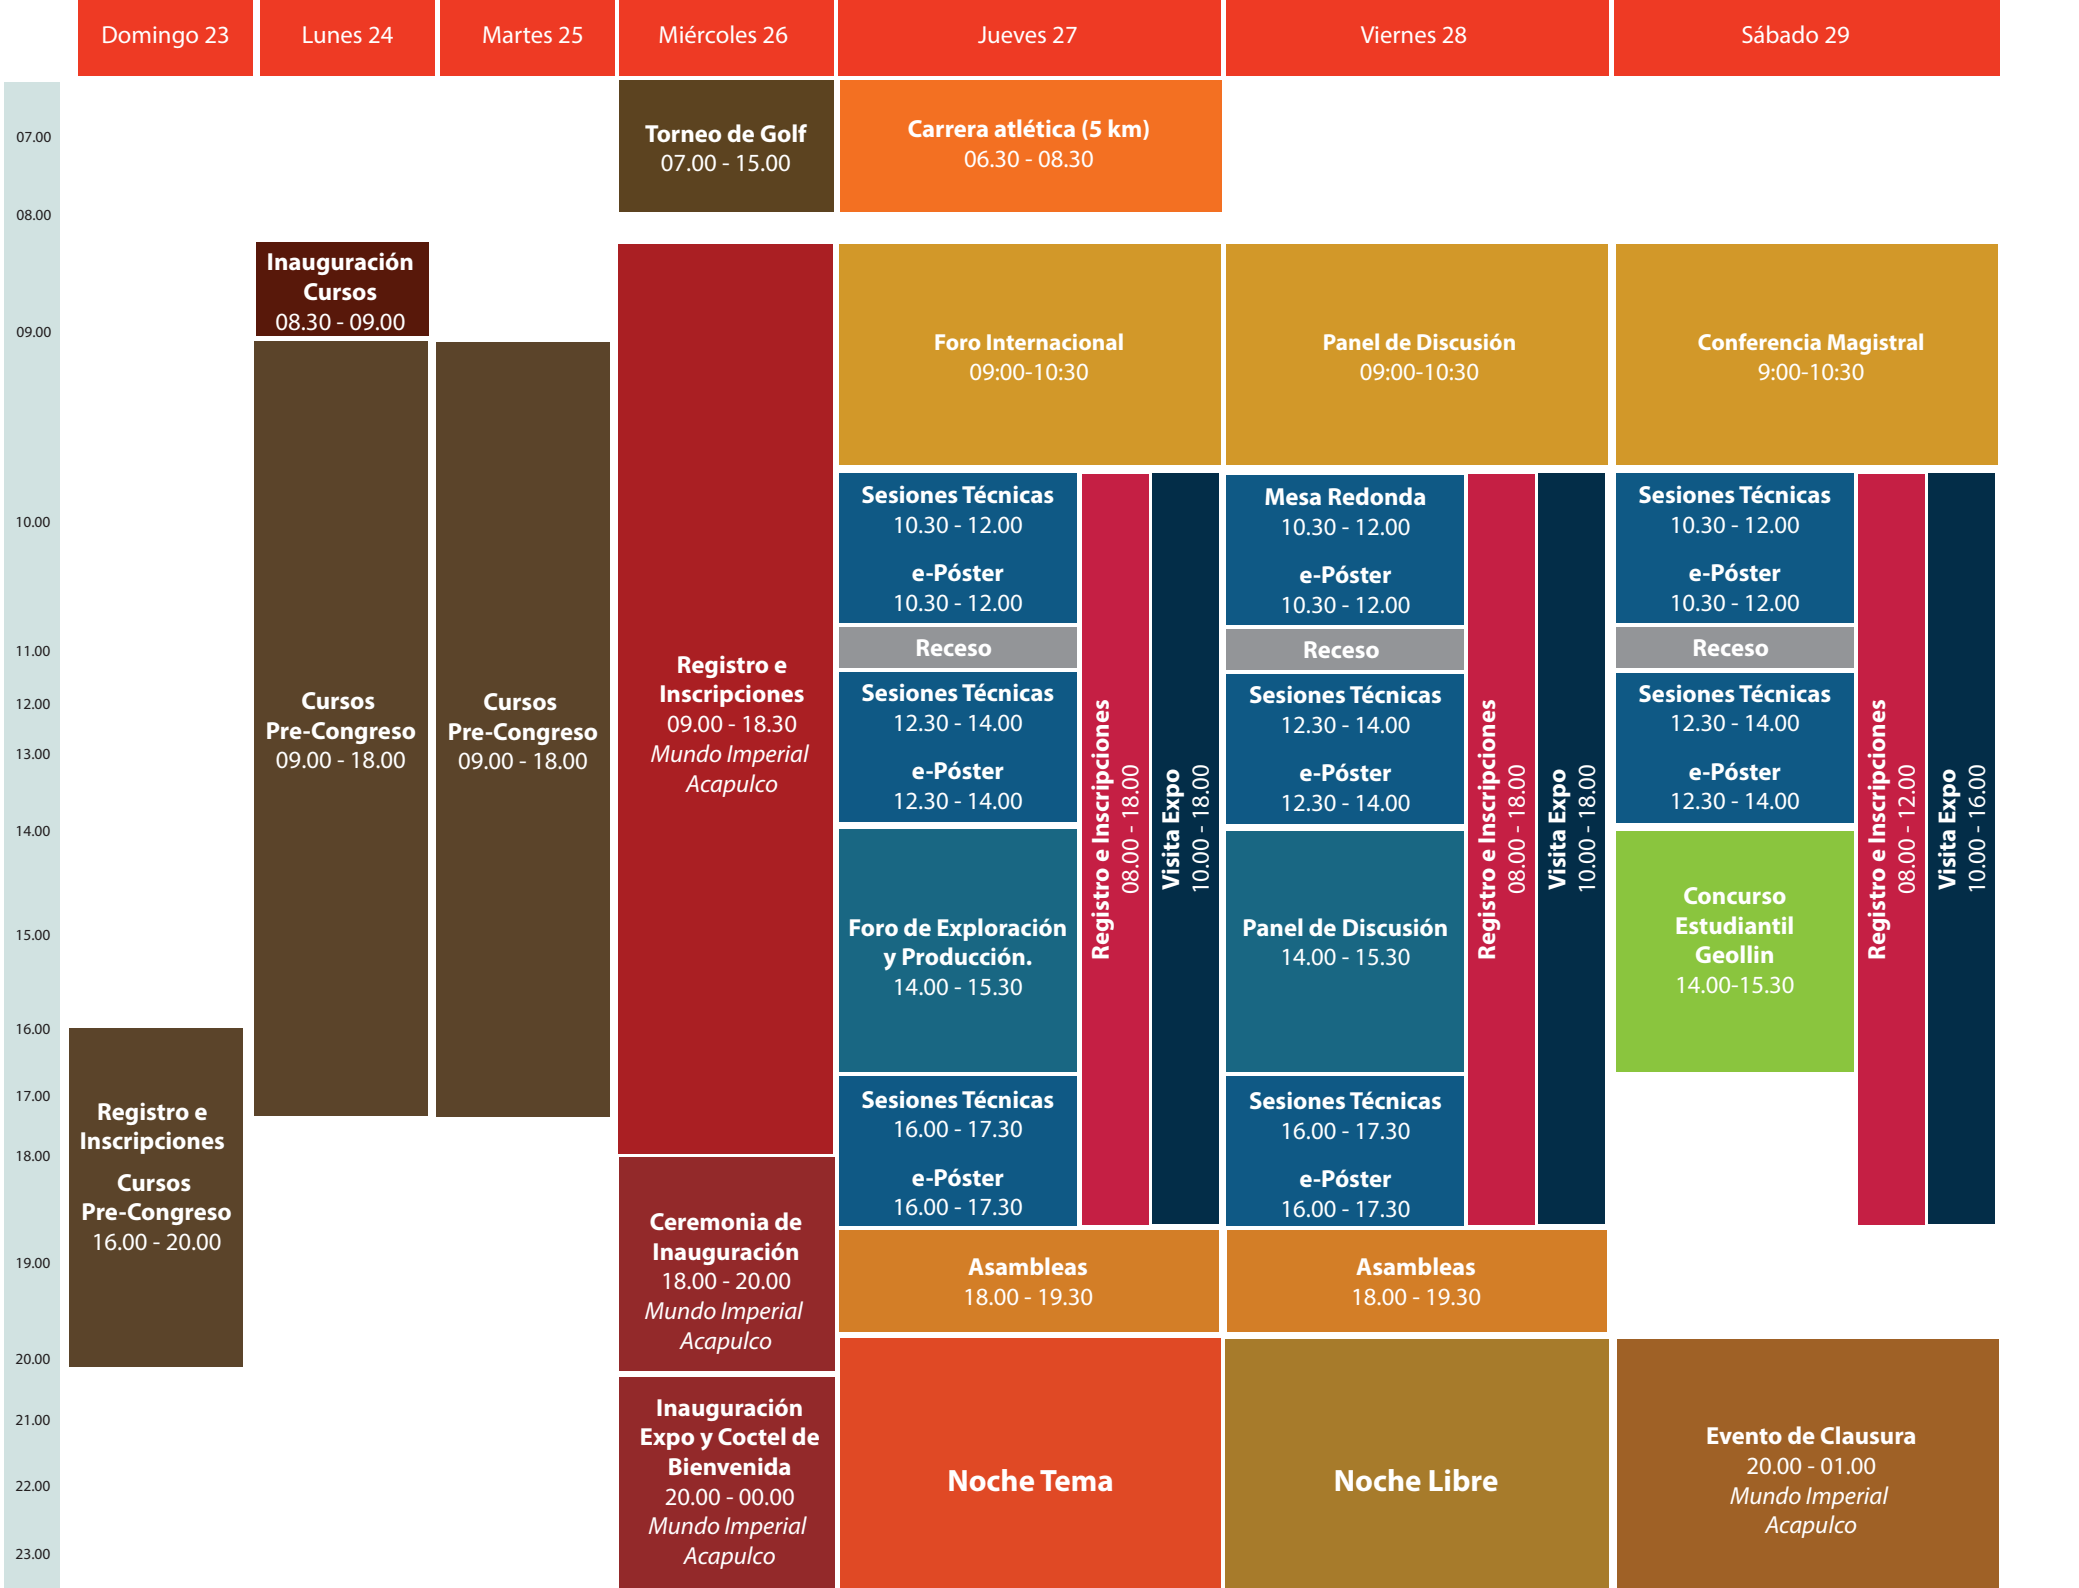 Domingo 23
Lunes 24
Martes 25
Miércoles 26
Jueves 27
Viernes 28
Sábado 29
07.00
08.00
09.00
10.00
11.00
12.00
13.00
14.00
15.00
16.00
17.00
18.00
19.00
20.00
21.00
22.00
23.00
Registro e
Inscripciones
Cursos
Pre-Congreso
16.00 - 20.00
Inauguración
Cursos
08.30 - 09.00
Cursos
Pre-Congreso
09.00 - 18.00
Cursos
Pre-Congreso
09.00 - 18.00
Torneo de Golf
07.00 - 15.00
Registro e
Inscripciones
09.00 - 18.30
Mundo Imperial
Acapulco
Ceremonia de
Inauguración
18.00 - 20.00
Mundo Imperial
Acapulco
Inauguración
Expo y Coctel de
Bienvenida
20.00 - 00.00
Mundo Imperial
Acapulco
Carrera atlética (5 km)
06.30 - 08.30
Foro Internacional
09:00-10:30
Sesiones Técnicas
10.30 - 12.00
e-Póster
10.30 - 12.00
Receso
Sesiones Técnicas
12.30 - 14.00
e-Póster
12.30 - 14.00
Foro de Exploración
y Producción.
14.00 - 15.30
Sesiones Técnicas
16.00 - 17.30
e-Póster
16.00 - 17.30
Registro e Inscripciones
08.00 - 18.00
Visita Expo
10.00 - 18.00
Asambleas
18.00 - 19.30
Noche Tema
Panel de Discusión
09:00-10:30
Mesa Redonda
10.30 - 12.00
e-Póster
10.30 - 12.00
Receso
Sesiones Técnicas
12.30 - 14.00
e-Póster
12.30 - 14.00
Panel de Discusión
14.00 - 15.30
Sesiones Técnicas
16.00 - 17.30
e-Póster
16.00 - 17.30
Registro e Inscripciones
08.00 - 18.00
Visita Expo
10.00 - 18.00
Asambleas
18.00 - 19.30
Noche Libre
Conferencia Magistral
9:00-10:30
Sesiones Técnicas
10.30 - 12.00
e-Póster
10.30 - 12.00
Receso
Sesiones Técnicas
12.30 - 14.00
e-Póster
12.30 - 14.00
Concurso
Estudiantil
Geollin
14.00-15.30
Registro e Inscripciones
08.00 - 12.00
Visita Expo
10.00 - 16.00
Evento de Clausura
20.00 - 01.00
Mundo Imperial
Acapulco